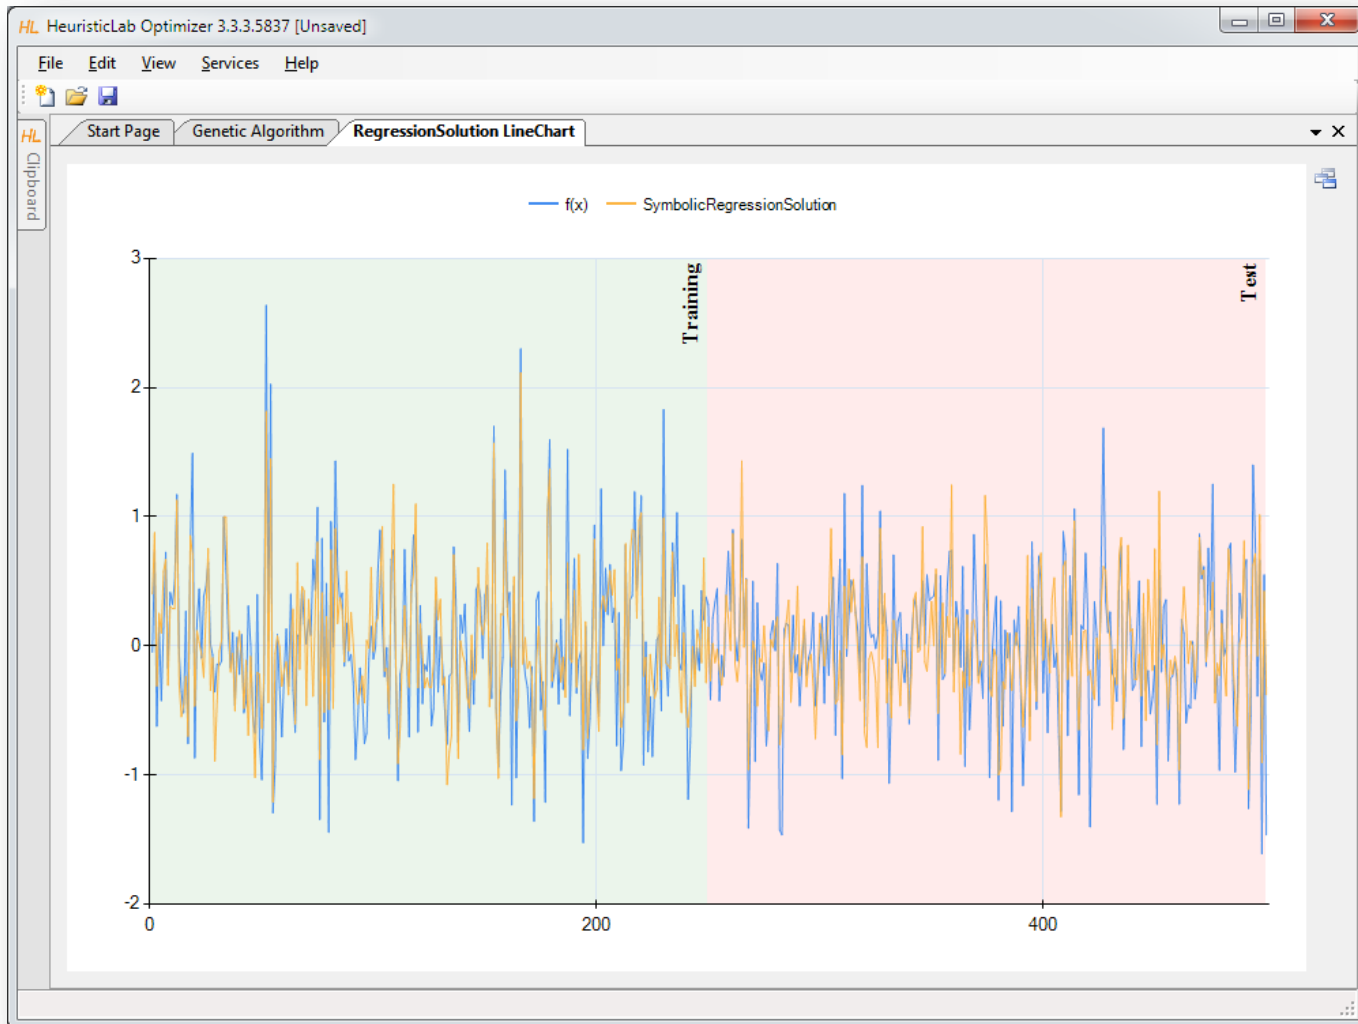 HL HeuristicLab Optimizer 3.3.3.5837 [Unsaved]
File Edit View Services Help
HL Clipboard
Start Page Genetic Algorithm RegressionSolution LineChart
f(x) SymbolicRegressionSolution
3
2
1
0
-1
-2
Training
Test
0 200 400